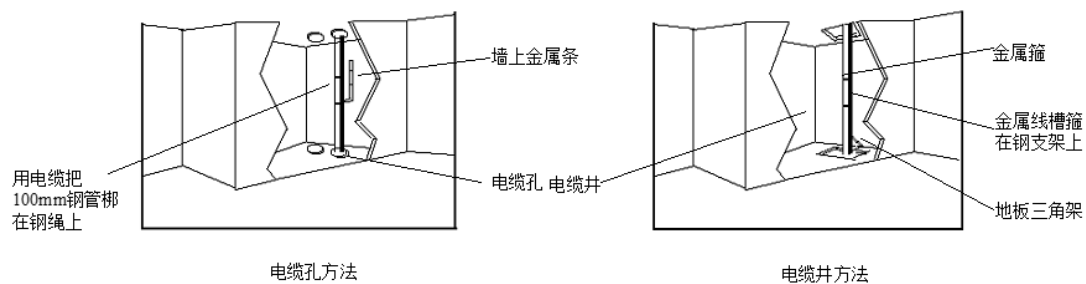 墙上金属条
用电缆把
100mm钢管梆
在钢绳上
电缆孔
电缆孔方法
金属箍
金属线槽箍
在钢支架上
电缆井
地板三角架
电缆井方法